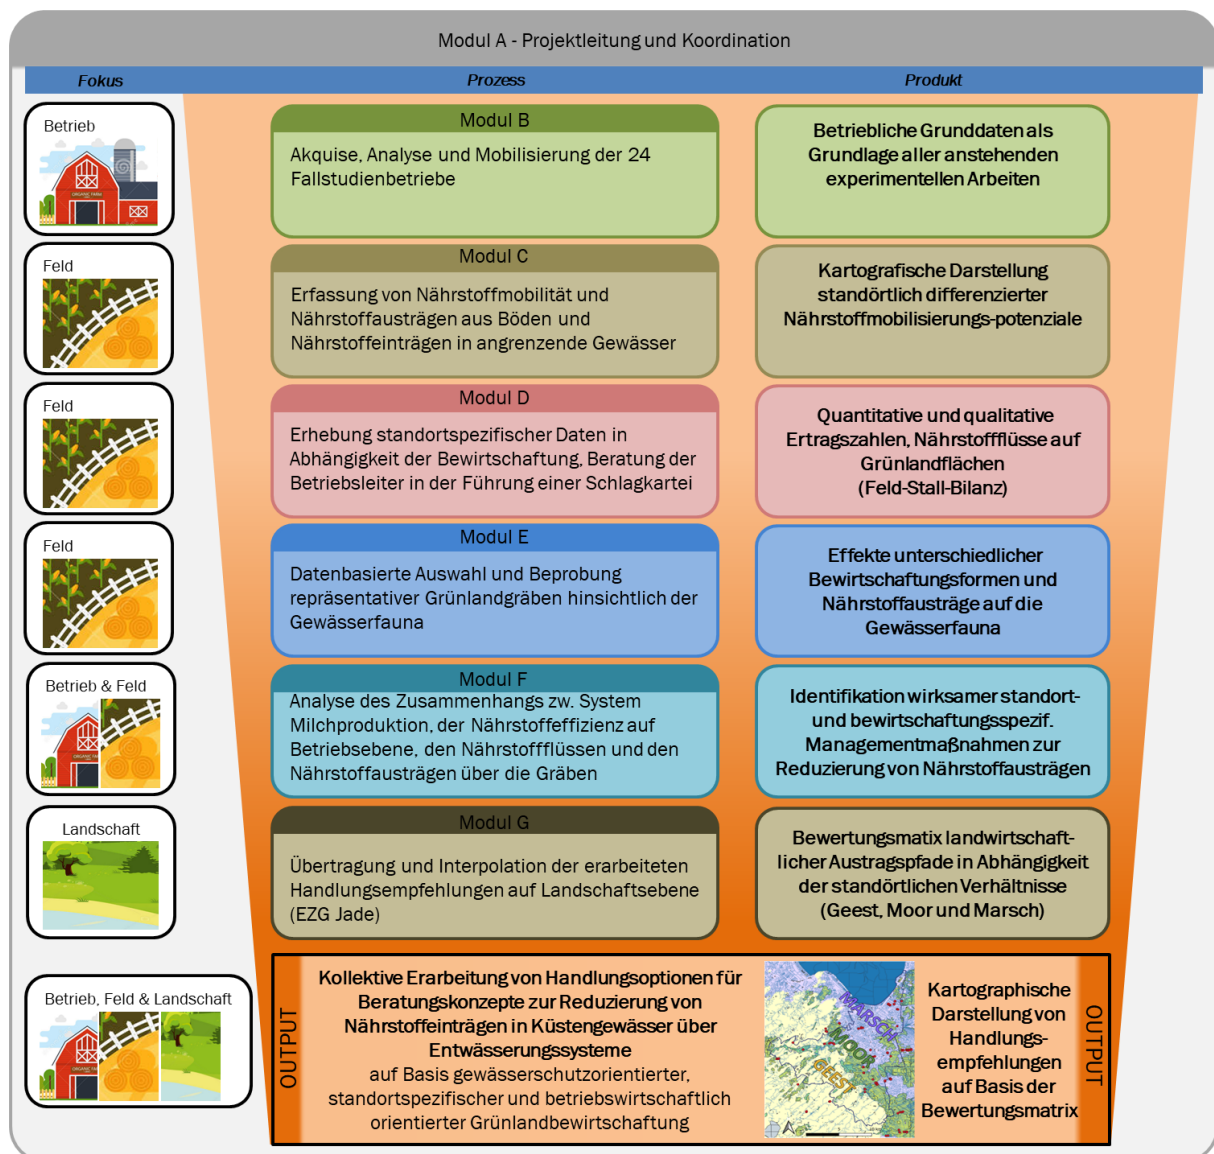 Modul A - Projektleitung und Koordination
Fokus
Prozess
Produkt
Betrieb
ORGANIC FARM
Modul B
Akquise, Analyse und Mobilisierung der 24
Fallstudienbetriebe
Betriebliche Grunddaten als
Grundlage aller anstehenden
experimentellen Arbeiten
Feld
Modul C
Erfassung von Nährstoffmobilität und
Nährstoffausträgen aus Böden und
Nährstoffeinträgen in angrenzende Gewässer
Kartografische Darstellung
standörtlich differenzierter
Nährstoffmobilisierungs-potenziale
Feld
Modul D
Erhebung standortspezifischer Daten in
Abhängigkeit der Bewirtschaftung, Beratung der
Betriebsleiter in der Führung einer Schlagkartei
Quantitative und qualitative
Ertragszahlen, Nährstoffflüsse auf
Grünlandflächen
(Feld-Stall-Bilanz)
Feld
Modul E
Datenbasierte Auswahl und Beprobung
repräsentativer Grünlandgräben hinsichtlich der
Gewässerfauna
Effekte unterschiedlicher
Bewirtschaftungsformen und
Nährstoffausträge auf die
Gewässerfauna
Betrieb & Feld
ORGANIC FARM
Modul F
Analyse des Zusammenhangs zw. System
Milchproduktion, der Nährstoffeffizienz auf
Betriebsebene, den Nährstoffflüssen und den
Nährstoffausträgen über die Gräben
Identifikation wirksamer standort-
und bewirtschaftungsspezif.
Managementmaßnahmen zur
Reduzierung von Nährstoffausträgen
Landschaft
Modul G
Übertragung und Interpolation der erarbeiteten
Handlungsempfehlungen auf Landschaftsebene
(EZG Jade)
Bewertungsmatix landwirtschaft-
licher Austragspfade in Abhängigkeit
der standörtlichen Verhältnisse
(Geest, Moor und Marsch)
Betrieb, Feld & Landschaft
ORGANIC FARM
OUTPUT
Kollektive Erarbeitung von Handlungsoptionen für
Beratungskonzepte zur Reduzierung von
Nährstoffeinträgen in Küstengewässer über
Entwässerungssysteme
auf Basis gewässerschutzorientierter,
standortspezifischer und betriebswirtschaftlich
orientierter Grünlandbewirtschaftung
MARSCH
MOOR
GEEST
Kartographische
Darstellung von
Handlungs-
empfehlungen
auf Basis der
Bewertungsmatrix
OUTPUT